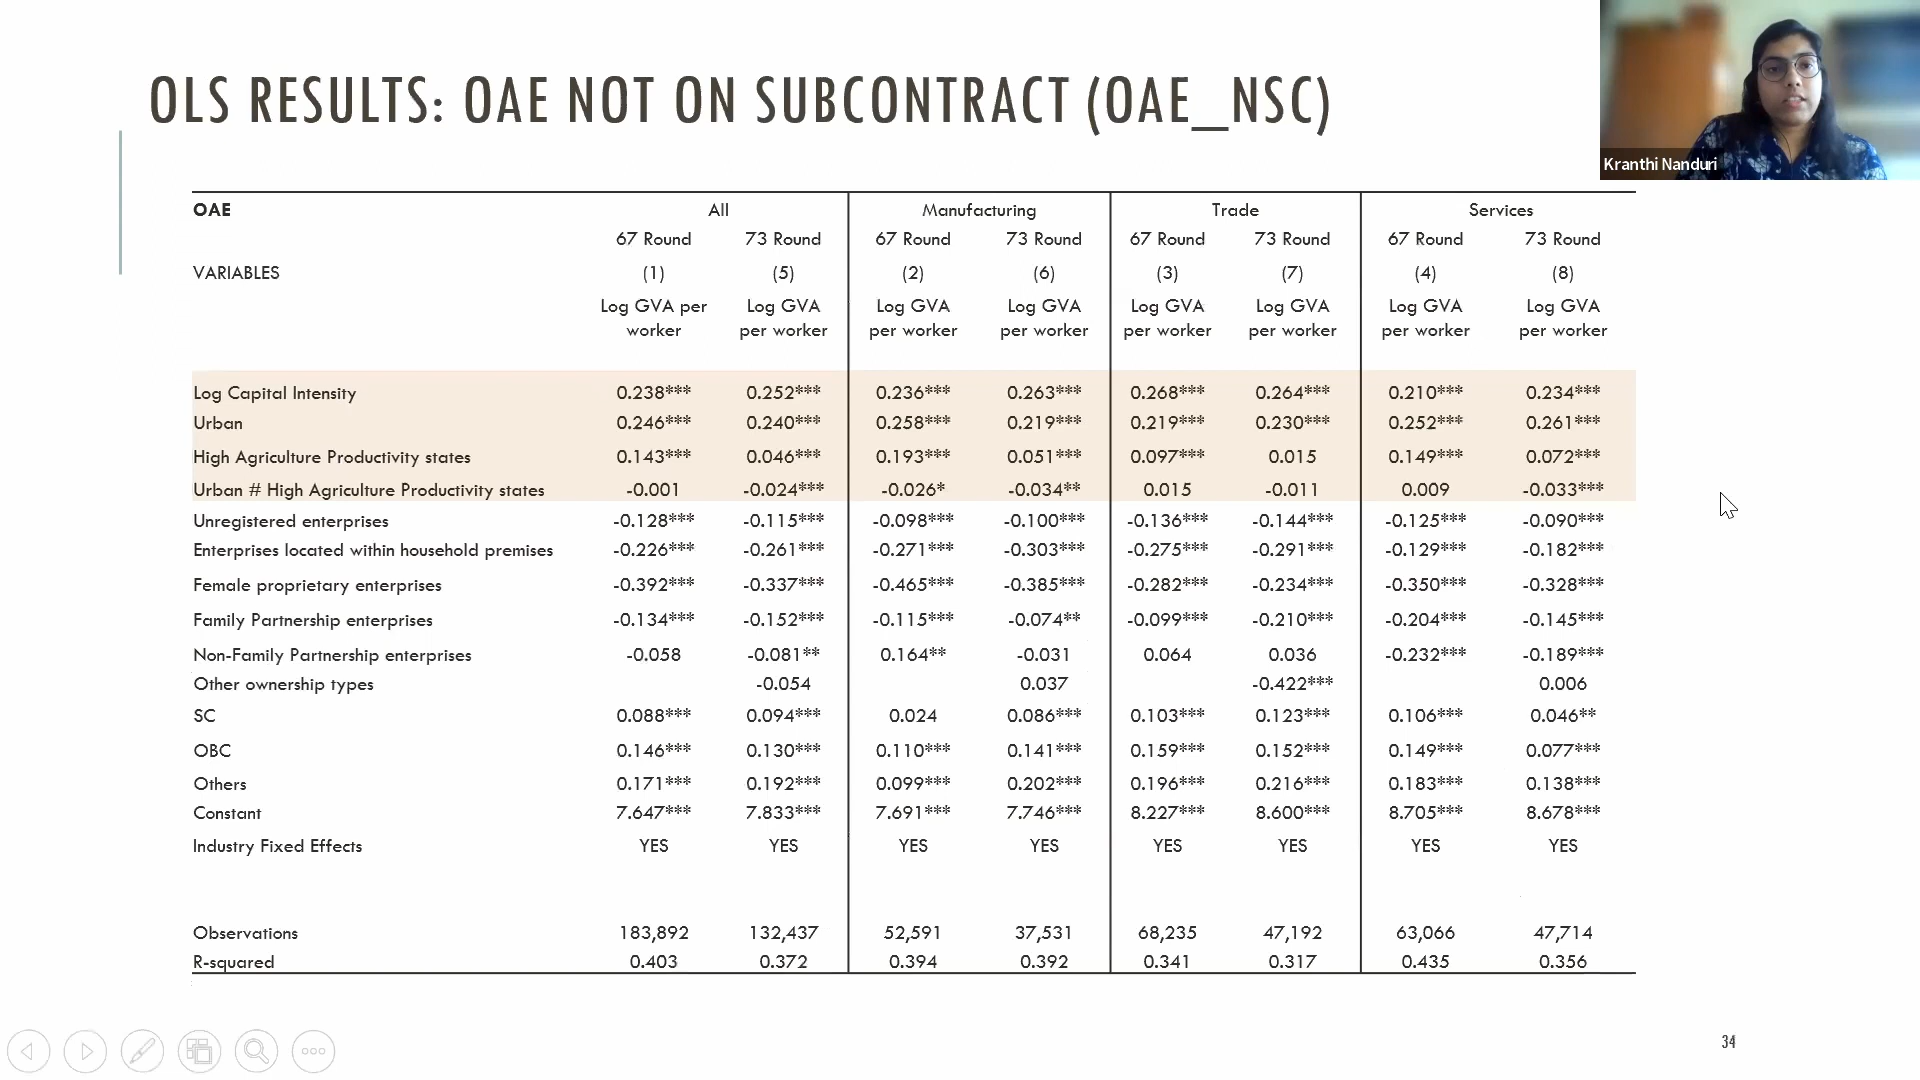 OLS RESULTS: OAE NOT ON SUBCONTRACT (OAE_NSC)
Kranthi Nanduri
OAE All Manufacturing Trade Services
67 Round 73 Round 67 Round 73 Round 67 Round 73 Round 67 Round 73 Round
VARIABLES (1) (5) (2) (6) (3) (7) (4) (8)
Log GVA per Log GVA Log GVA Log GVA Log GVA Log GVA Log GVA Log GVA
worker per worker per worker per worker per worker per worker per worker per worker
Log Capital Intensity 0.238*** 0.252*** 0.236*** 0.263*** 0.268*** 0.264*** 0.210*** 0.234***
Urban 0.246*** 0.240*** 0.258*** 0.219*** 0.219*** 0.230*** 0.252*** 0.261***
High Agriculture Productivity states 0.143*** 0.046*** 0.193*** 0.051*** 0.097*** 0.015 0.149*** 0.072***
Urban # High Agriculture Productivity states -0.001 -0.024*** -0.026* -0.034** 0.015 -0.011 0.009 -0.033***
Unregistered enterprises -0.128*** -0.115*** -0.098*** -0.100*** -0.136*** -0.144*** -0.125*** -0.090***
Enterprises located within household premises -0.226*** -0.261*** -0.271*** -0.303*** -0.275*** -0.291*** -0.129*** -0.182***
Female proprietary enterprises -0.392*** -0.337*** -0.465*** -0.385*** -0.282*** -0.234*** -0.350*** -0.328***
Family Partnership enterprises -0.134*** -0.152*** -0.115*** -0.074** -0.099*** -0.210*** -0.204*** -0.145***
Non-Family Partnership enterprises -0.058 -0.081** 0.164** -0.031 0.064 0.036 -0.232*** -0.189***
Other ownership types -0.054 0.037 -0.422*** 0.006
SC 0.088*** 0.094*** 0.024 0.086*** 0.103*** 0.123*** 0.106*** 0.046**
OBC 0.146*** 0.130*** 0.110*** 0.141*** 0.159*** 0.152*** 0.149*** 0.077***
Others 0.171*** 0.192*** 0.099*** 0.202*** 0.196*** 0.216*** 0.183*** 0.138***
Constant 7.647*** 7.833*** 7.691*** 7.746*** 8.227*** 8.600*** 8.705*** 8.678***
Industry Fixed Effects YES YES YES YES YES YES YES YES
Observations 183,892 132,437 52,591 37,531 68,235 47,192 63,066 47,714
R-squared 0.403 0.372 0.394 0.392 0.341 0.317 0.435 0.356
34